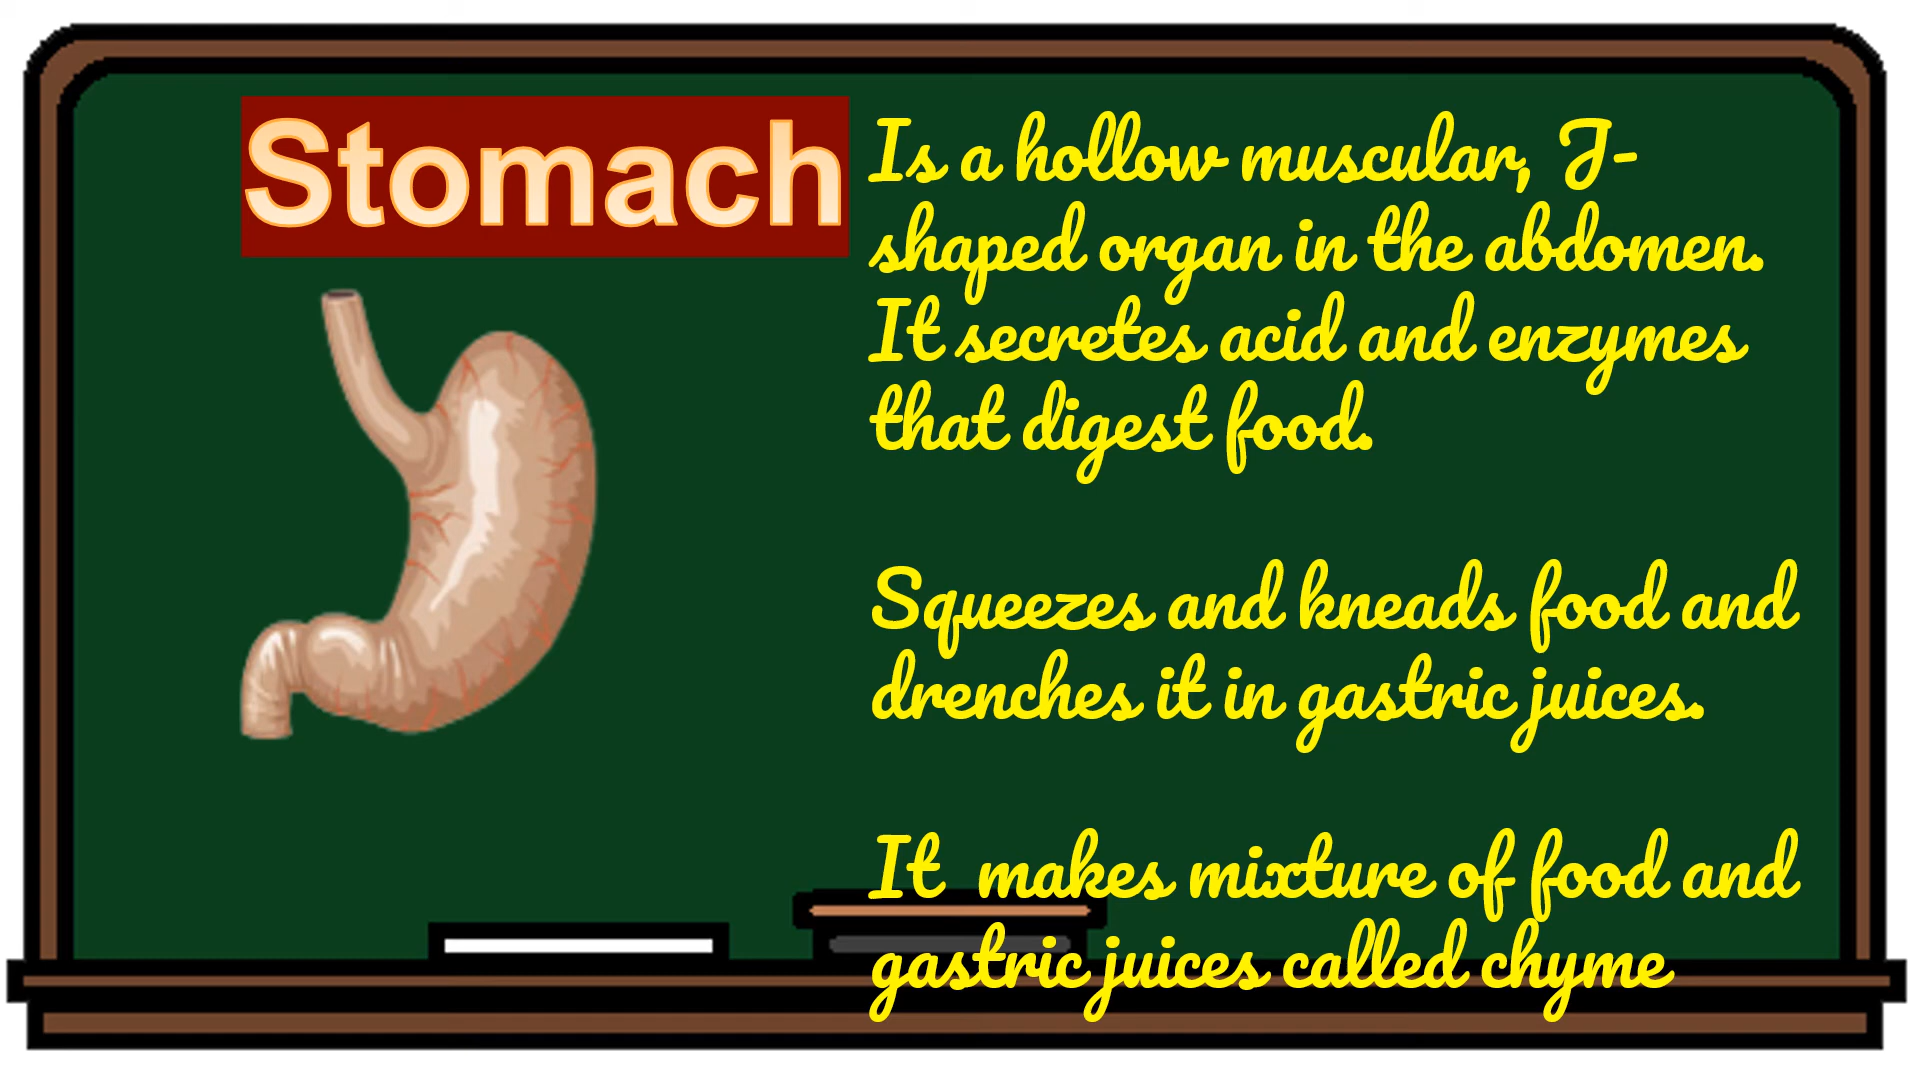 Stomach
Is a hollow muscular, J-
shaped organ in the abdomen.
It secretes acid and enzymes
that digest food.
Squeezes and kneads food and
drenches it in gastric juices.
It makes mixture of food and
gastric juices called chyme